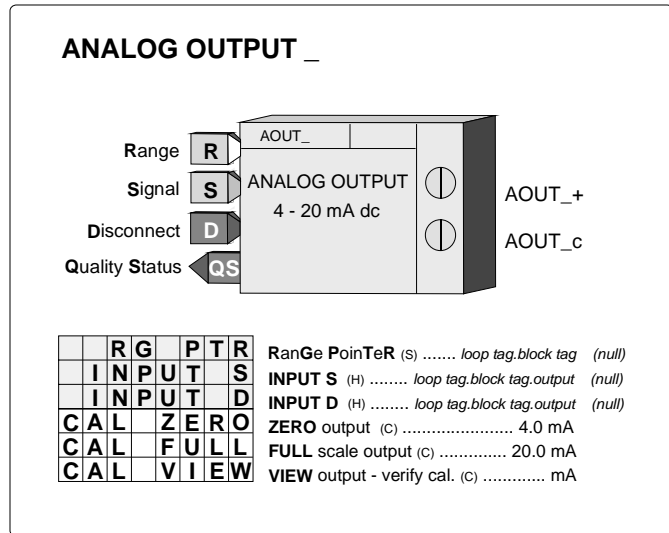 ANALOG OUTPUT _
AOUT_
Range R
Signal S
Disconnect D
Quality Status QS
ANALOG OUTPUT
4 - 20 mA dc
AOUT_+
AOUT_c
RG PTR RanGe PoinTeR (S) ....... loop tag.block tag (null)
INPUT S INPUT S (H) ........ loop tag.block tag.output (null)
INPUT D INPUT D (H) ........ loop tag.block tag.output (null)
CAL ZERO ZERO output (C) ...................... 4.0 mA
CAL FULL FULL scale output (C) .............. 20.0 mA
CAL VIEW VIEW output - verify cal. (C) ............. mA